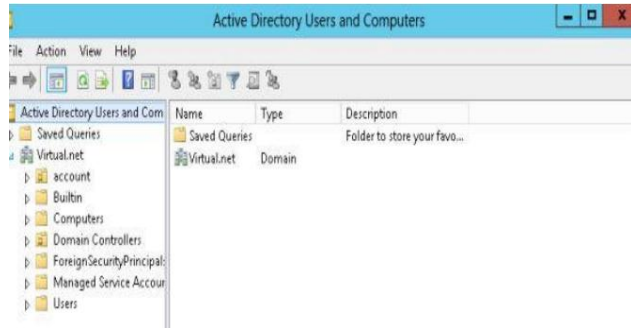 Active Directory Users and Computers
File Action View Help
Active Directory Users and Com
Saved Queries
Virtual.net
account
Builtin
Computers
Domain Controllers
ForeignSecurityPrincipal:
Managed Service Accour
Users
Name Type Description
Saved Queries Folder to store your favo...
Virtual.net Domain